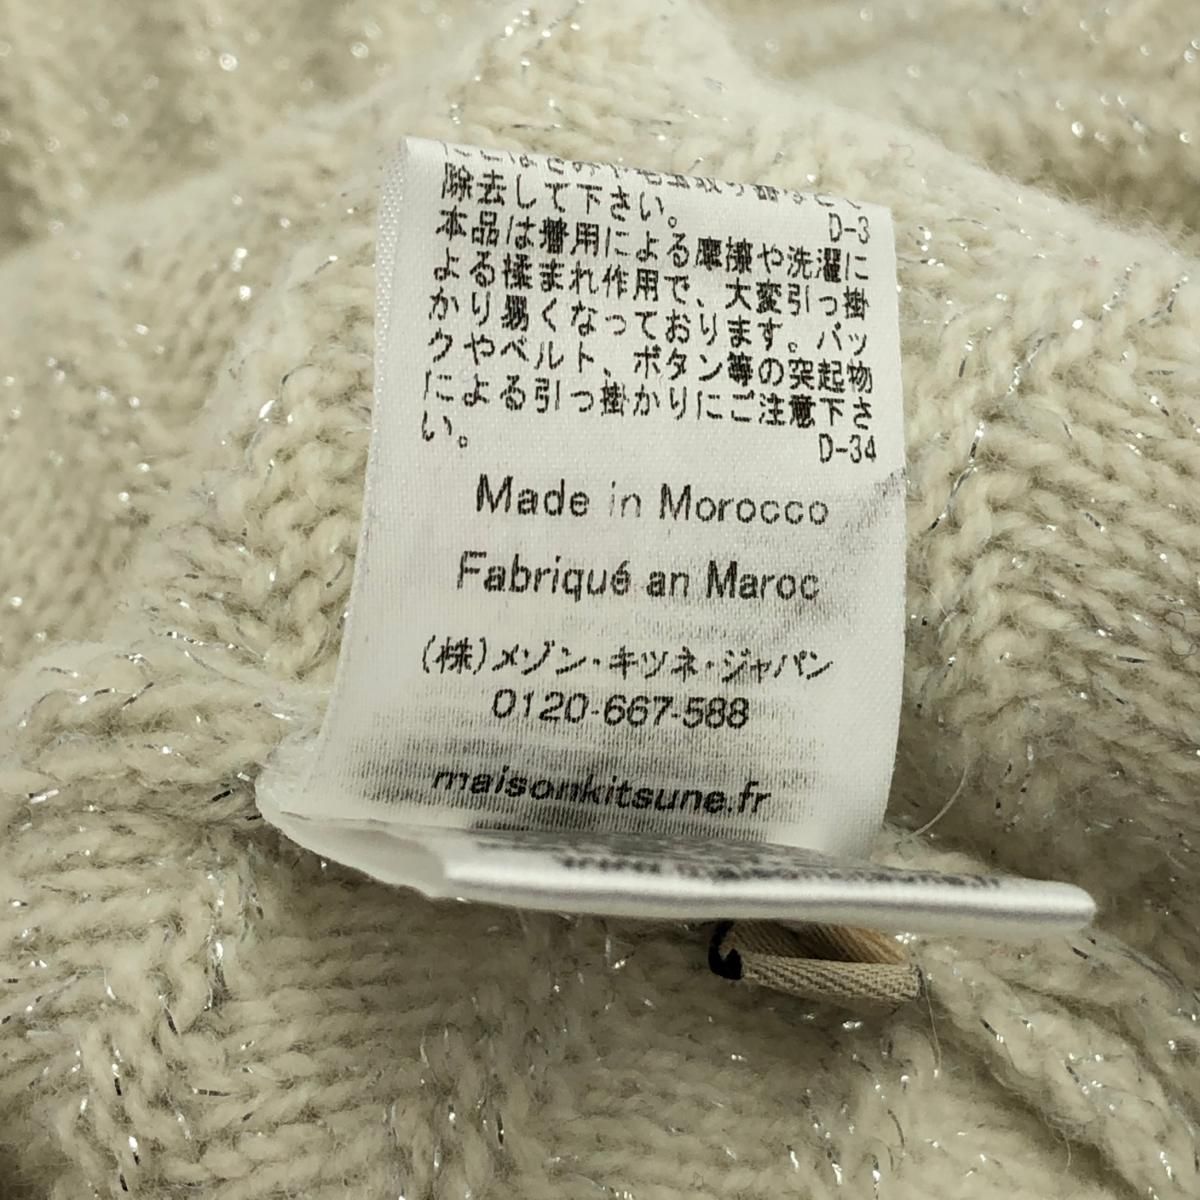 除去して下さい。
D-3
本品は着用による摩擦や洗濯に
よる揉まれ作用で、大変引っ掛
かり易くなっております。バッ
クやベルト、ボタン等の突起物
による引っ掛かりにご注意下さ
い。
D-34
Made in Morocco
Fabriqué an Maroc
(株)メゾン・キツネ・ジャパン
0120-667-588
maisonkitsune.fr